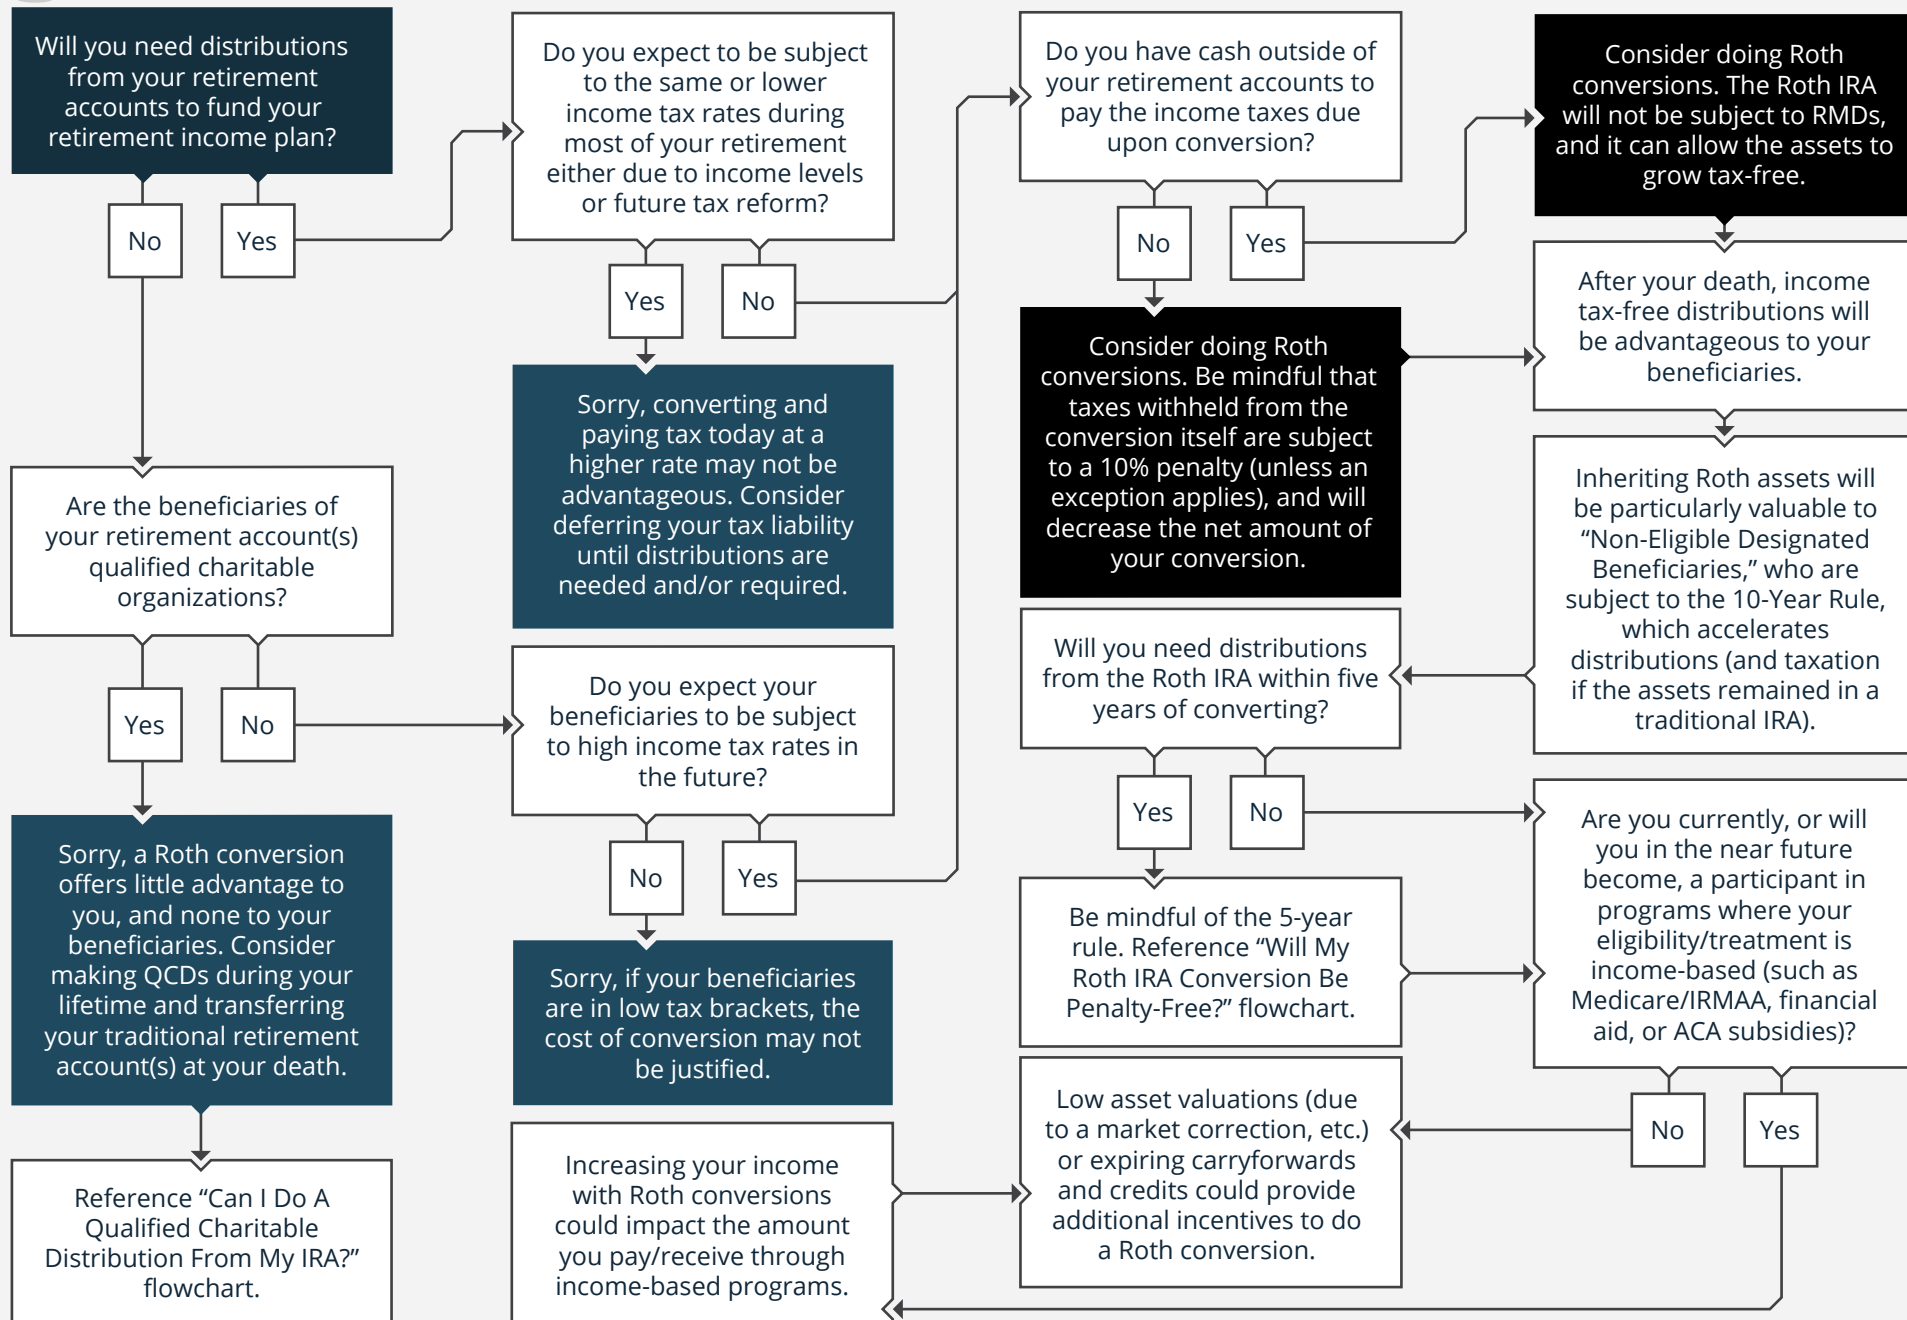 Will you need distributions
from your retirement
accounts to fund your
retirement income plan?
No
Yes
Are the beneficiaries of
your retirement account(s)
qualified charitable
organizations?
Yes
No
Sorry, a Roth conversion
offers little advantage to
you, and none to your
beneficiaries. Consider
making QCDs during your
lifetime and transferring
your traditional retirement
account(s) at your death.
Reference “Can I Do A
Qualified Charitable
Distribution From My IRA?”
flowchart.
Do you expect to be subject
to the same or lower
income tax rates during
most of your retirement
either due to income levels
or future tax reform?
Yes
No
Sorry, converting and
paying tax today at a
higher rate may not be
advantageous. Consider
deferring your tax liability
until distributions are
needed and/or required.
Do you expect your
beneficiaries to be subject
to high income tax rates in
the future?
No
Yes
Sorry, if your beneficiaries
are in low tax brackets, the
cost of conversion may not
be justified.
Increasing your income
with Roth conversions
could impact the amount
you pay/receive through
income-based programs.
Do you have cash outside of
your retirement accounts to
pay the income taxes due
upon conversion?
No
Yes
Consider doing Roth
conversions. Be mindful that
taxes withheld from the
conversion itself are subject
to a 10% penalty (unless an
exception applies), and will
decrease the net amount of
your conversion.
Will you need distributions
from the Roth IRA within five
years of converting?
Yes
No
Be mindful of the 5-year
rule. Reference “Will My
Roth IRA Conversion Be
Penalty-Free?” flowchart.
Low asset valuations (due
to a market correction, etc.)
or expiring carryforwards
and credits could provide
additional incentives to do
a Roth conversion.
Consider doing Roth
conversions. The Roth IRA
will not be subject to RMDs,
and it can allow the assets to
grow tax-free.
After your death, income
tax-free distributions will
be advantageous to your
beneficiaries.
Inheriting Roth assets will
be particularly valuable to
“Non-Eligible Designated
Beneficiaries,” who are
subject to the 10-Year Rule,
which accelerates
distributions (and taxation
if the assets remained in a
traditional IRA).
Are you currently, or will
you in the near future
become, a participant in
programs where your
eligibility/treatment is
income-based (such as
Medicare/IRMAA, financial
aid, or ACA subsidies)?
No
Yes